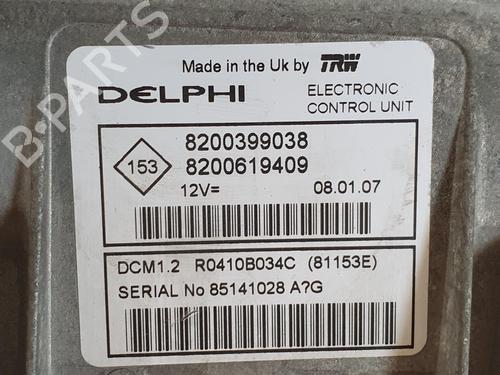 Made in the Uk by TRW
DELPHI
ELECTRONIC
CONTROL UNIT
153
8200399038
8200619409
12V=
08.01.07
DCM1.2 R0410B034C (81153E)
SERIAL No 85141028 A?G
B-PARTS